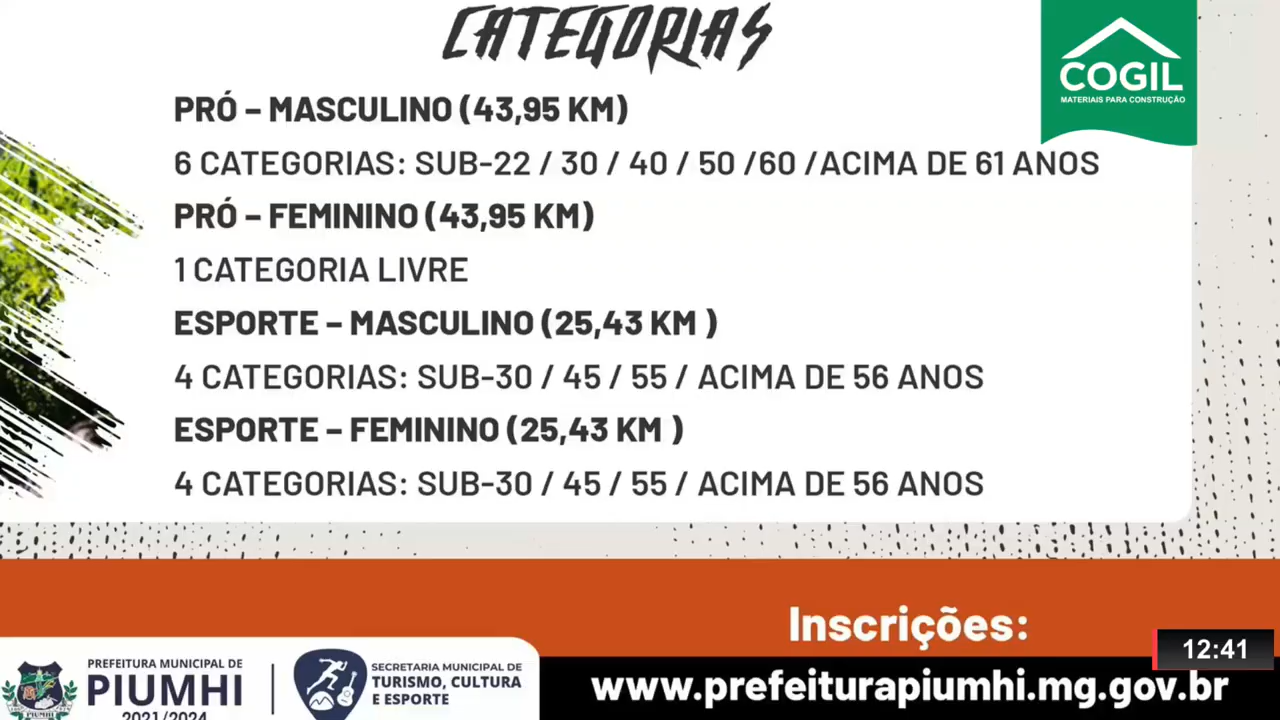 CATEGORIAS
COGIL
MATERIAIS PARA CONSTRUÇÃO
PRÓ – MASCULINO (43,95 KM)
6 CATEGORIAS: SUB-22 / 30 / 40 / 50 /60 /ACIMA DE 61 ANOS
PRÓ – FEMININO (43,95 KM)
1 CATEGORIA LIVRE
ESPORTE – MASCULINO (25,43 KM )
4 CATEGORIAS: SUB-30 / 45 / 55 / ACIMA DE 56 ANOS
ESPORTE – FEMININO (25,43 KM )
4 CATEGORIAS: SUB-30 / 45 / 55 / ACIMA DE 56 ANOS
Inscrições:
www.prefeiturapiumhi.mg.gov.br
12:41
PREFEITURA MUNICIPAL DE
PIUMHI
2021/2024
PIUMHI
SECRETARIA MUNICIPAL DE
TURISMO, CULTURA
E ESPORTE